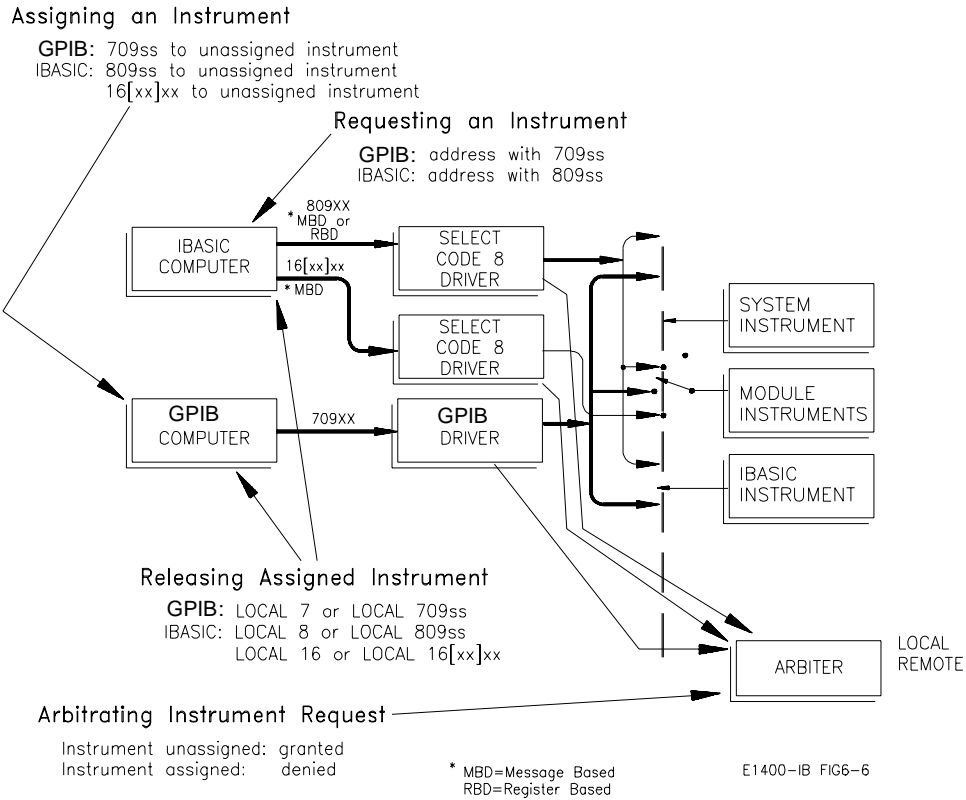 Assigning an Instrument
GPIB: 709ss to unassigned instrument
IBASIC: 809ss to unassigned instrument
16[xx]xx to unassigned instrument
Requesting an Instrument
GPIB: address with 709ss
IBASIC: address with 809ss
IBASIC
COMPUTER
809XX
* MBD or
RBD
16[xx]xx
* MBD
SELECT
CODE 8
DRIVER
SELECT
CODE 8
DRIVER
GPIB
COMPUTER
709XX
GPIB
DRIVER
SYSTEM
INSTRUMENT
MODULE
INSTRUMENTS
IBASIC
INSTRUMENT
Releasing Assigned Instrument
GPIB: LOCAL 7 or LOCAL 709ss
IBASIC: LOCAL 8 or LOCAL 809ss
LOCAL 16 or LOCAL 16[xx]xx
ARBITER
LOCAL
REMOTE
Arbitrating Instrument Request
Instrument unassigned: granted
Instrument assigned: denied
* MBD=Message Based
RBD=Register Based
E1400-IB FIG6-6